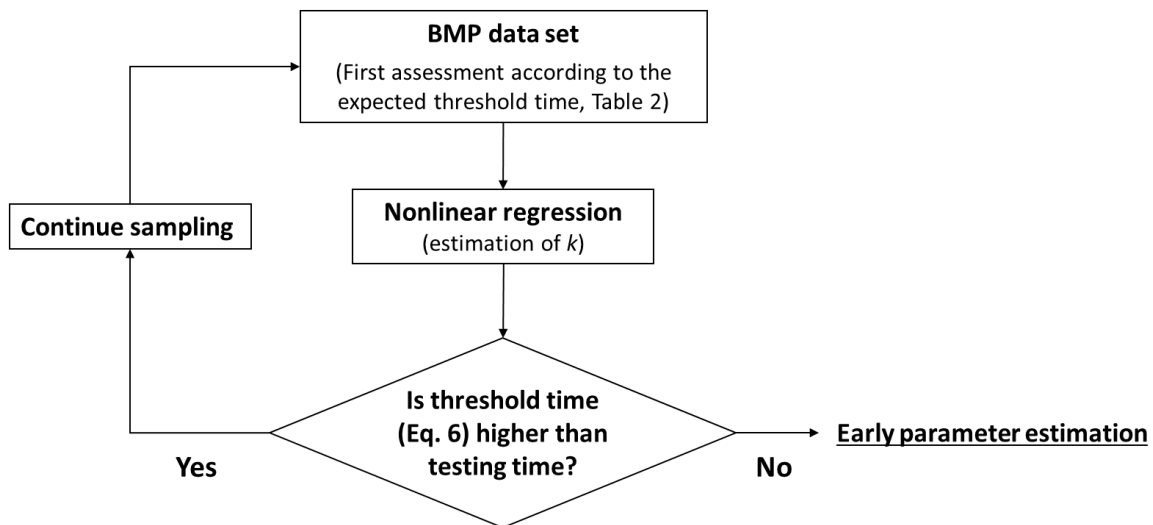 BMP data set
(First assessment according to the
expected threshold time, Table 2)
Continue sampling
Nonlinear regression
(estimation of k)
Is threshold time
(Eq. 6) higher than
testing time?
Early parameter estimation
Yes
No